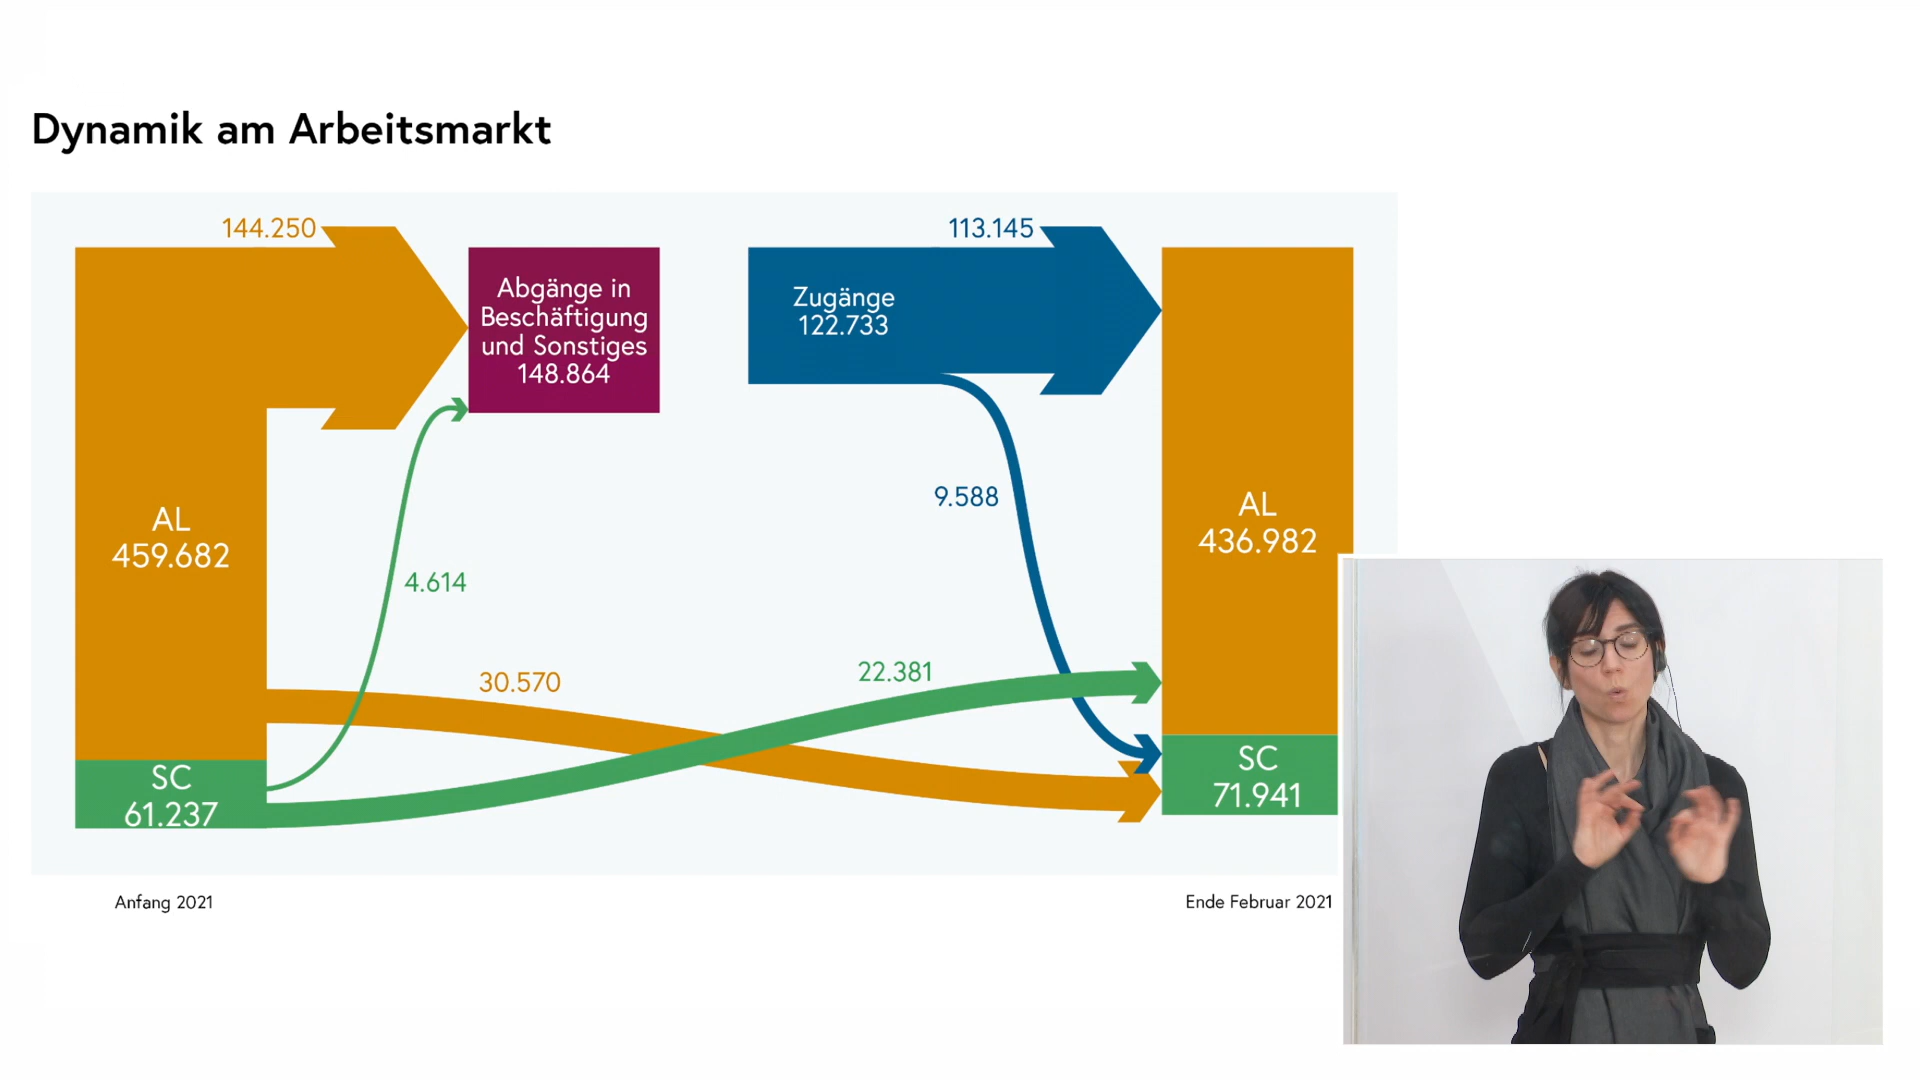 Dynamik am Arbeitsmarkt
144.250
113.145
Abgänge in
Beschäftigung
und Sonstiges
148.864
Zugänge
122.733
9.588
AL
459.682
AL
436.982
4.614
30.570
22.381
SC
61.237
SC
71.941
Anfang 2021
Ende Februar 2021